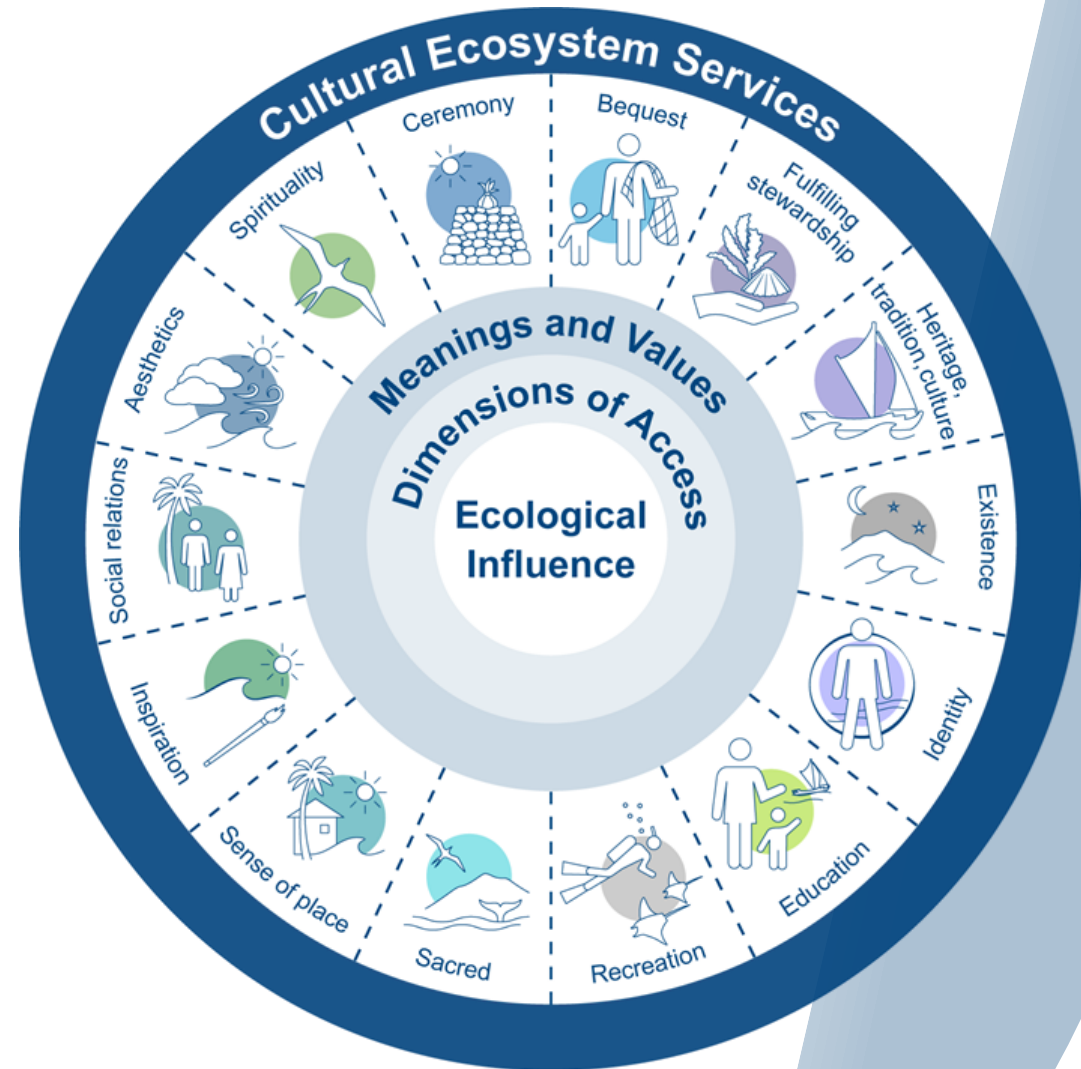 Cultural Ecosystem Services
Ceremony
Bequest
Fulfilling
stewardship
Heritage,
tradition, culture
Existence
Identity
Education
Recreation
Sacred
Sense of place
Inspiration
Social relations
Aesthetics
Spirituality
Meanings and Values
Dimensions of Access
Ecological
Influence